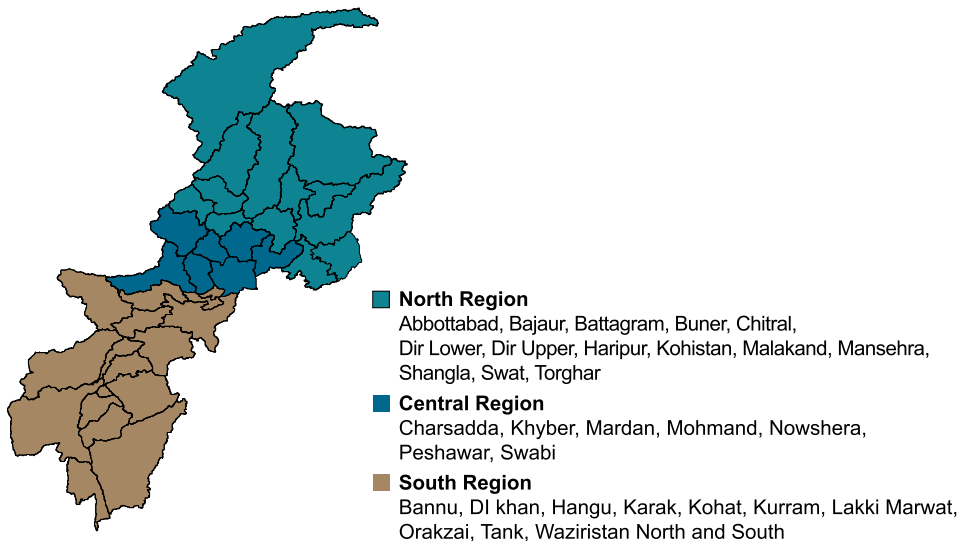 North Region
Abbottabad, Bajaur, Battagram, Buner, Chitral,
Dir Lower, Dir Upper, Haripur, Kohistan, Malakand, Mansehra,
Shangla, Swat, Torghar
Central Region
Charsadda, Khyber, Mardan, Mohmand, Nowshera,
Peshawar, Swabi
South Region
Bannu, DI khan, Hangu, Karak, Kohat, Kurram, Lakki Marwat,
Orakzai, Tank, Waziristan North and South